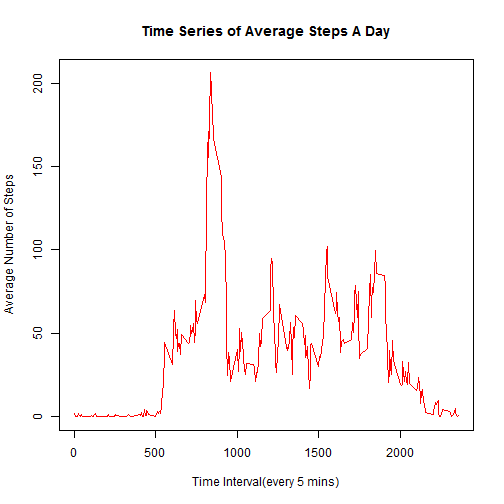 Time Series of Average Steps A Day
Average Number of Steps
200
150
100
50
0
0 500 1000 1500 2000
Time Interval(every 5 mins)